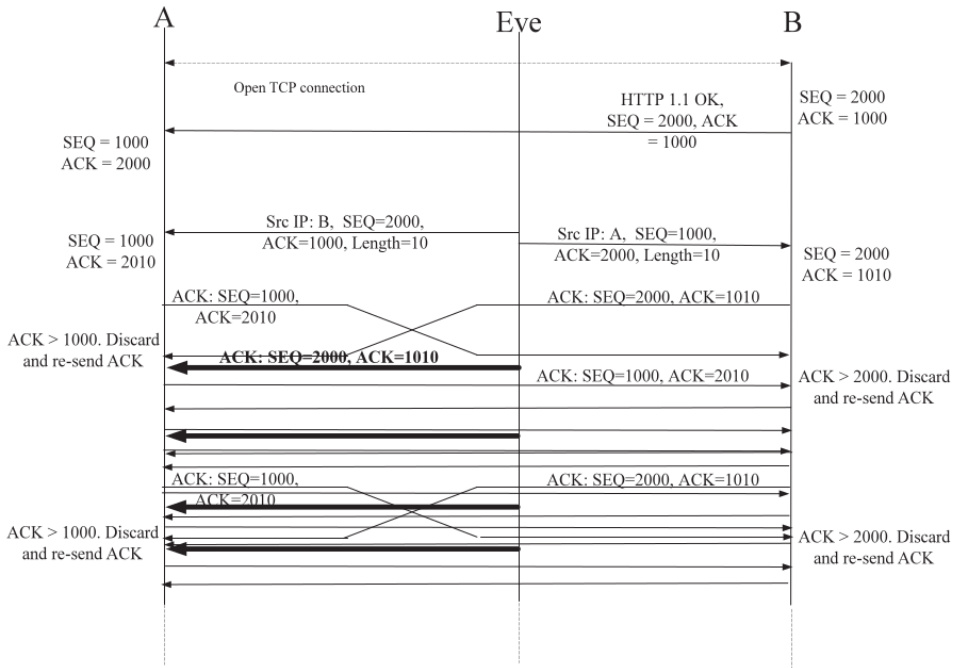 A
Eve
B
Open TCP connection
HTTP 1.1 OK,
SEQ = 2000, ACK
= 1000
SEQ = 2000
ACK = 1000
SEQ = 1000
ACK = 2000
Src IP: B, SEQ=2000,
ACK=1000, Length=10
Src IP: A, SEQ=1000,
ACK=2000, Length=10
SEQ = 1000
ACK = 2010
SEQ = 2000
ACK = 1010
ACK: SEQ=1000,
ACK=2010
ACK: SEQ=2000, ACK=1010
ACK > 1000. Discard
and re-send ACK
ACK: SEQ=2000, ACK=1010
ACK: SEQ=1000, ACK=2010
ACK > 2000. Discard
and re-send ACK
ACK: SEQ=1000,
ACK=2010
ACK: SEQ=2000, ACK=1010
ACK > 1000. Discard
and re-send ACK
ACK > 2000. Discard
and re-send ACK